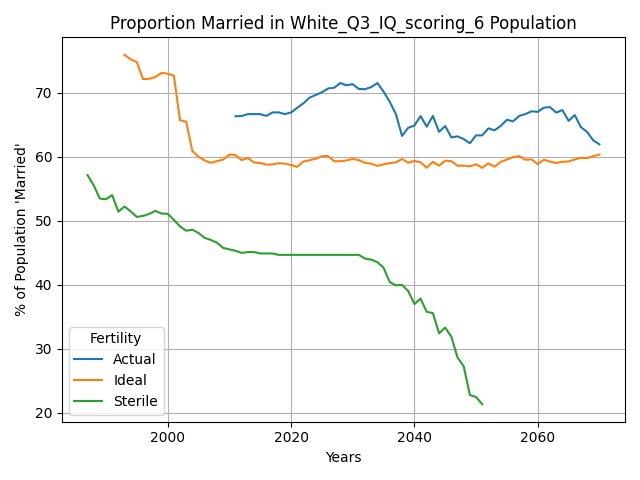 Proportion Married in White_Q3_IQ_scoring_6 Population
% of Population 'Married'
70
60
50
40
30
20
Fertility
Actual
Ideal
Sterile
2000
2020
2040
2060
Years